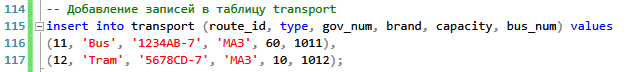 114 -- Добавление записей в таблицу transport
115 insert into transport (route_id, type, gov_num, brand, capacity, bus_num) values
116 (11, 'Bus', '1234AB-7', 'МАЗ', 60, 1011),
117 (12, 'Tram', '5678CD-7', 'МАЗ', 10, 1012);